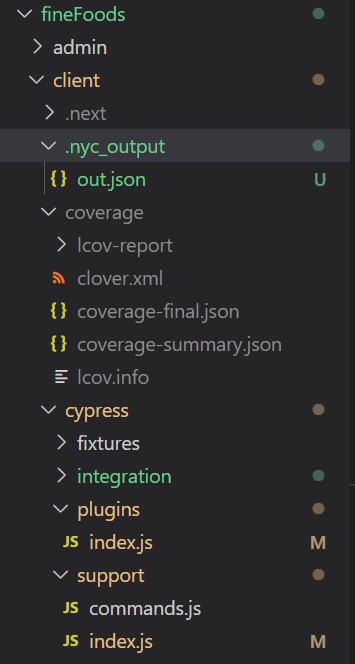 fineFoods
admin
client
.next
.nyc_output
{} out.json U
coverage
lcov-report
clover.xml
{} coverage-final.json
{} coverage-summary.json
lcov.info
cypress
fixtures
integration
plugins
JS index.js M
support
JS commands.js
JS index.js M